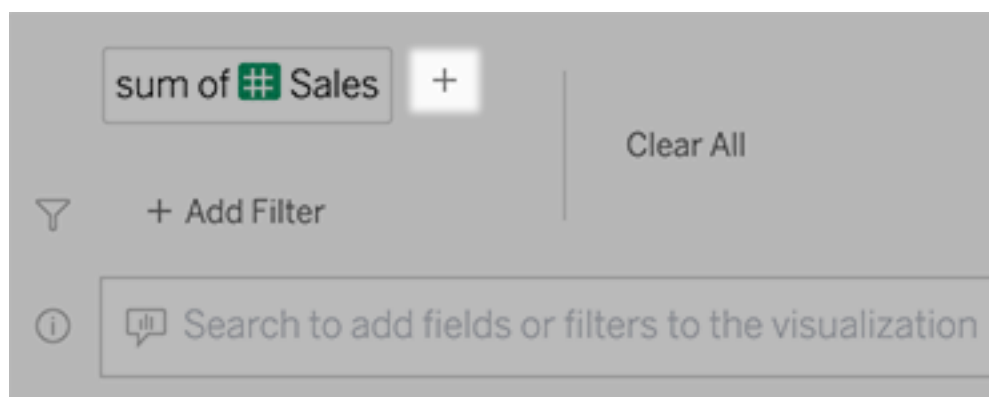 sum of # Sales +
Clear All
+ Add Filter
Search to add fields or filters to the visualization